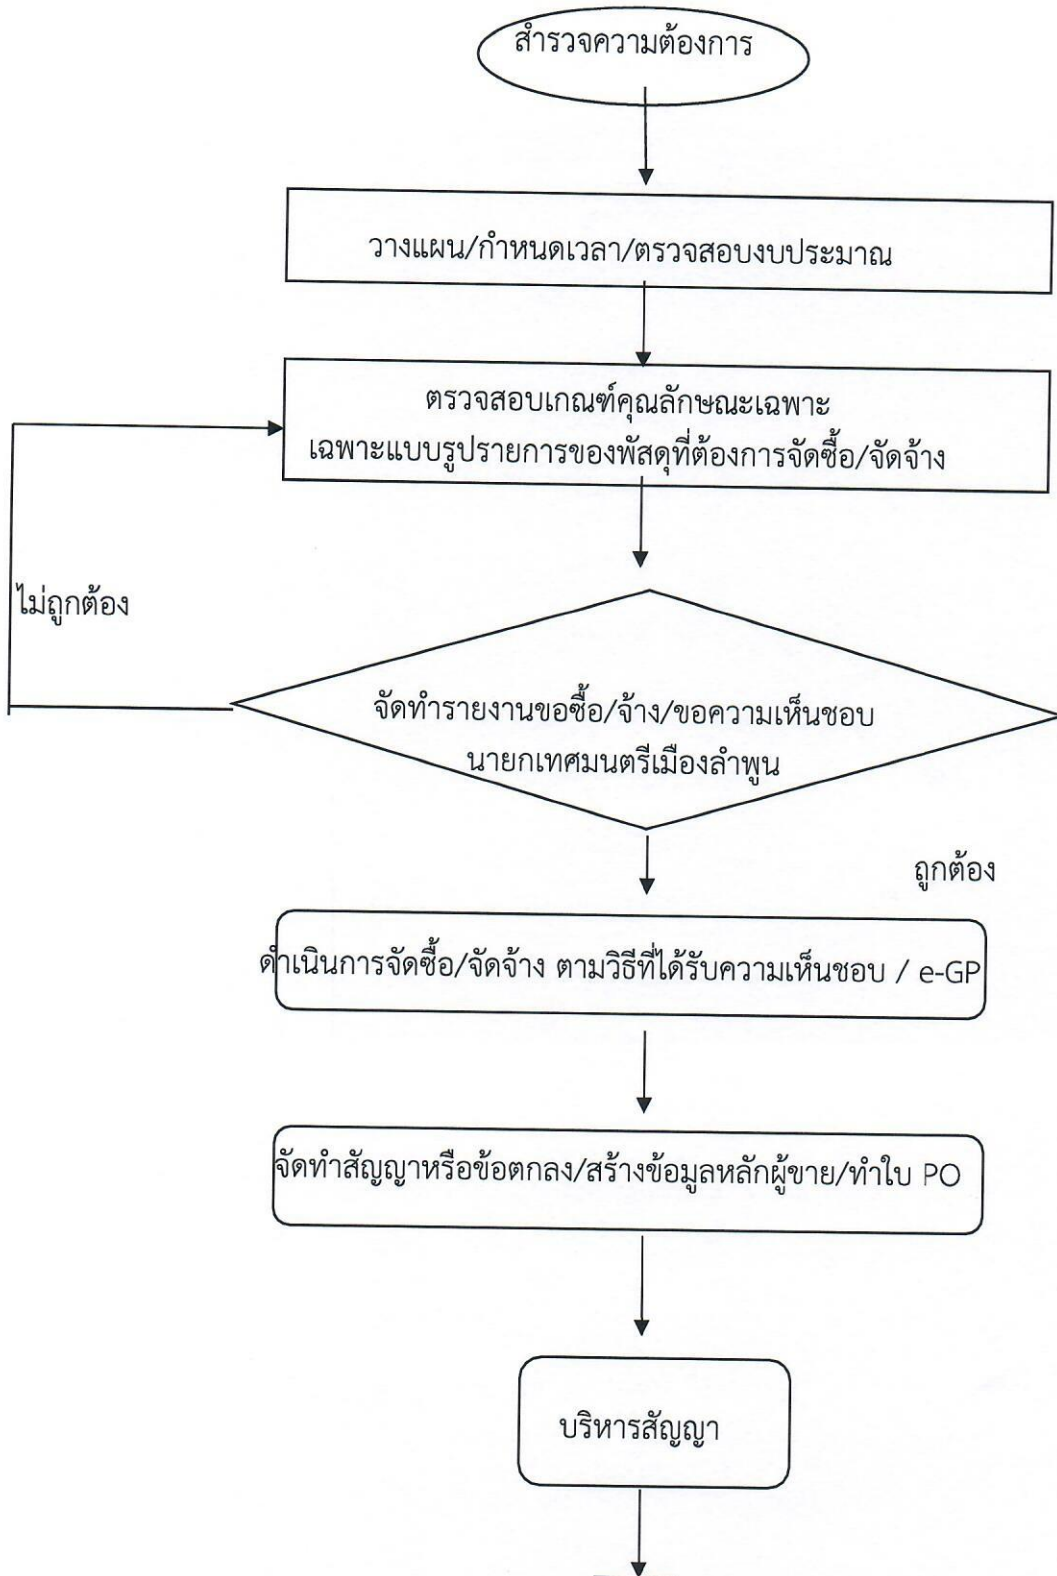 สำรวจความต้องการ
วางแผน/กำหนดเวลา/ตรวจสอบงบประมาณ
ตรวจสอบเกณฑ์คุณลักษณะเฉพาะ
เฉพาะแบบรูปรายการของพัสดุที่ต้องการจัดซื้อ/จัดจ้าง
ไม่ถูกต้อง
จัดทำรายงานขอซื้อ/จ้าง/ขอความเห็นชอบ
นายกเทศมนตรีเมืองลำพูน
ถูกต้อง
ดำเนินการจัดซื้อ/จัดจ้าง ตามวิธีที่ได้รับความเห็นชอบ / e-GP
จัดทำสัญญาหรือข้อตกลง/สร้างข้อมูลหลักผู้ขาย/ทำใบ PO
บริหารสัญญา